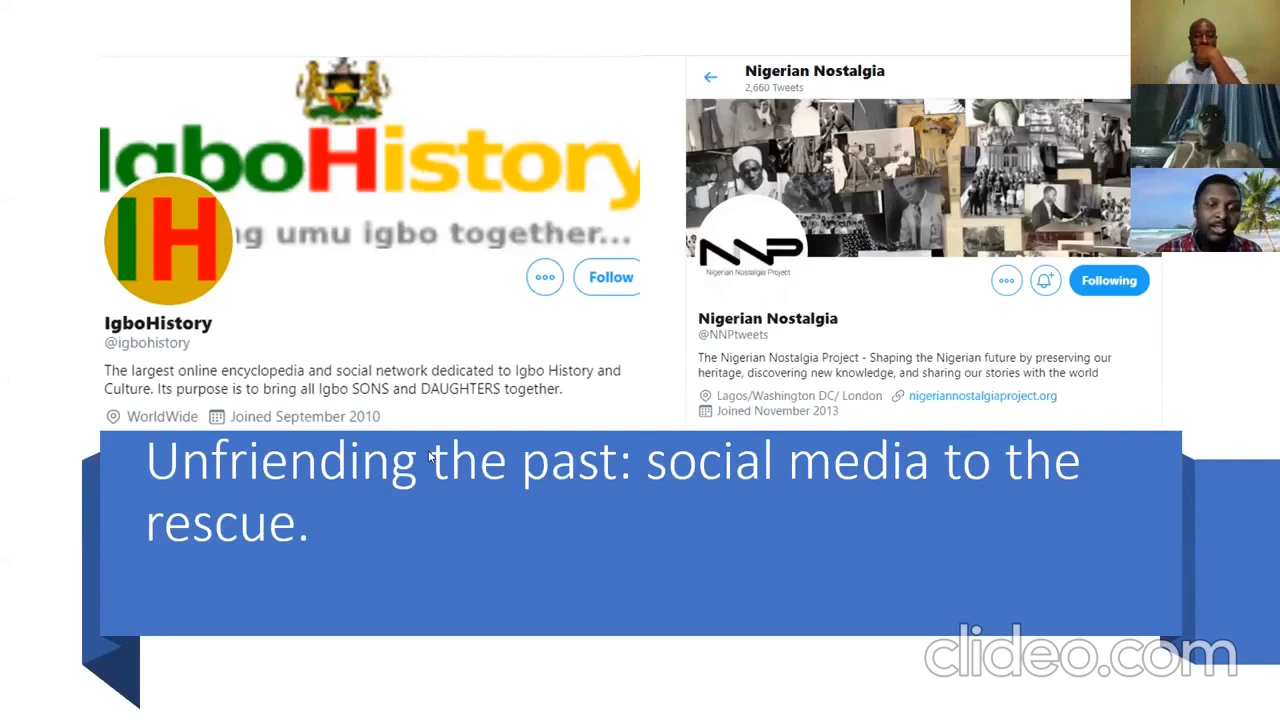 IgboHistory
ng umu igbo together...
IH
Follow
IgboHistory
@igbohistory
The largest online encyclopedia and social network dedicated to Igbo History and
Culture. Its purpose is to bring all Igbo SONS and DAUGHTERS together.
WorldWide Joined September 2010
Nigerian Nostalgia
2,660 Tweets
NNP
Nigerian Nostalgia Project
Following
Nigerian Nostalgia
@NNPtweets
The Nigerian Nostalgia Project - Shaping the Nigerian future by preserving our
heritage, discovering new knowledge, and sharing our stories with the world
Lagos/Washington DC/ London nigeriannostalgiaproject.org
Joined November 2013
Unfriending the past: social media to the
rescue.
clideo.com